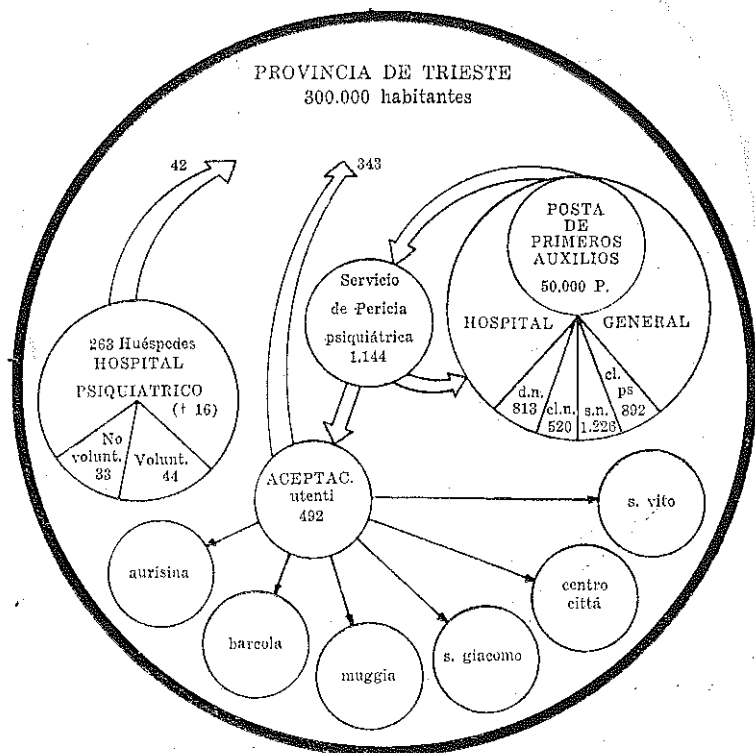 PROVINCIA DE TRIESTE
300.000 habitantes
42
343
POSTA
DE
PRIMEROS
AUXILIOS
50.000 P.
HOSPITAL GENERAL
d.n.
813
cl.n.
520
s.n.
1.226
cl.
ps
892
Servicio
de Pericia
psiquiátrica
1.144
263 Huéspedes
HOSPITAL
PSIQUIATRICO
(† 16)
No
volunt.
33
Volunt.
44
ACEPTAC.
utenti
492
s. vito
aurísina
barcola
muggia
s. giacomo
centro
cittá